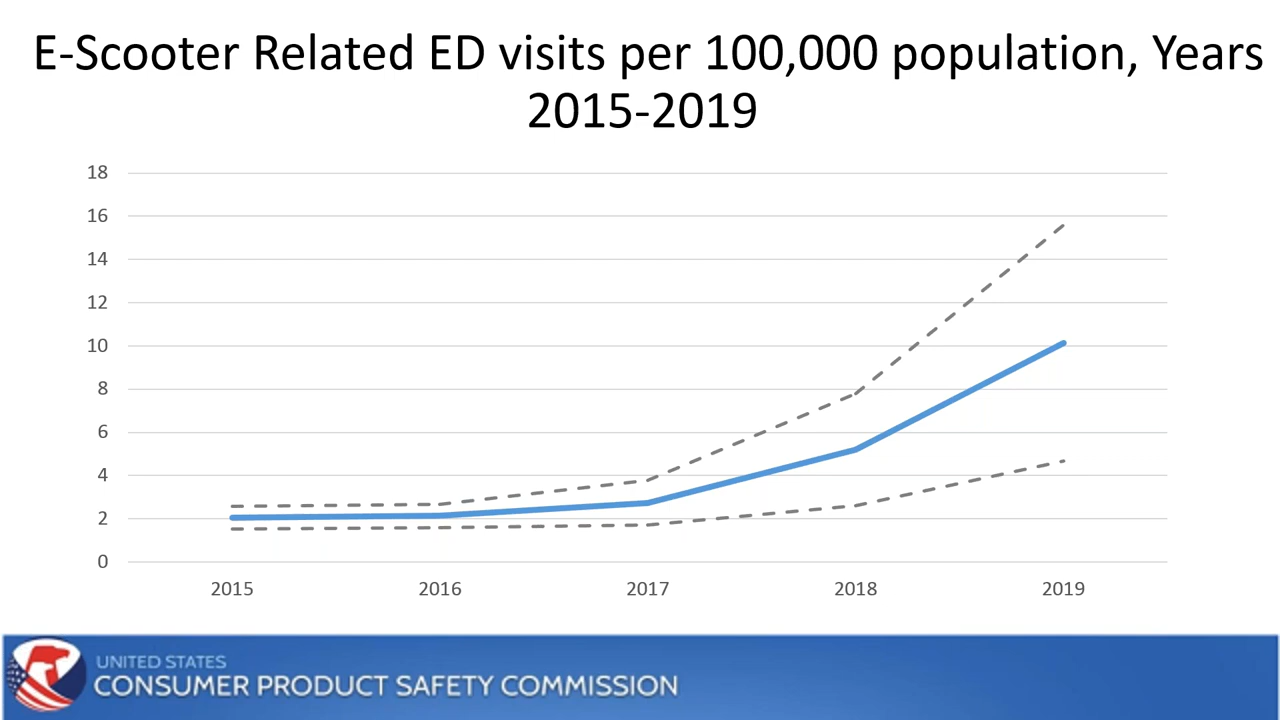 E-Scooter Related ED visits per 100,000 population, Years
2015-2019
18
16
14
12
10
8
6
4
2
0
2015 2016 2017 2018 2019
UNITED STATES
CONSUMER PRODUCT SAFETY COMMISSION